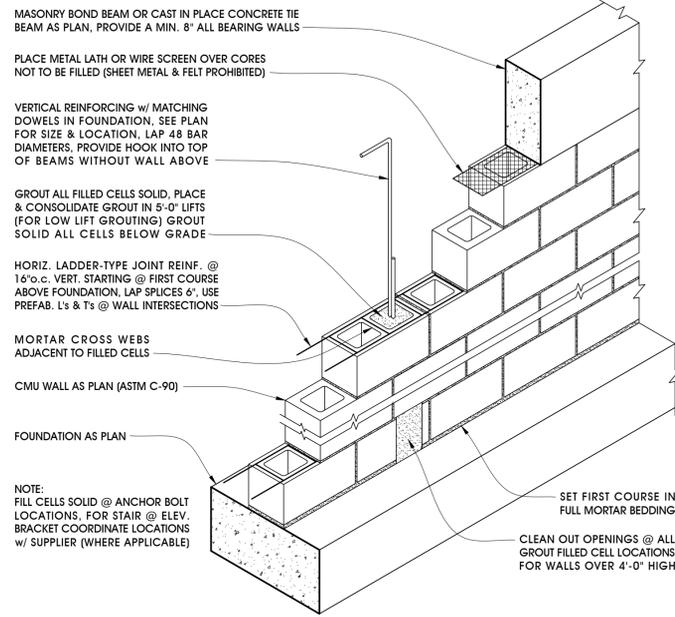 MASONRY BOND BEAM OR CAST IN PLACE CONCRETE TIE
BEAM AS PLAN, PROVIDE A MIN. 8" ALL BEARING WALLS
PLACE METAL LATH OR WIRE SCREEN OVER CORES
NOT TO BE FILLED (SHEET METAL & FELT PROHIBITED)
VERTICAL REINFORCING w/ MATCHING
DOWELS IN FOUNDATION, SEE PLAN
FOR SIZE & LOCATION, LAP 48 BAR
DIAMETERS, PROVIDE HOOK INTO TOP
OF BEAMS WITHOUT WALL ABOVE
GROUT ALL FILLED CELLS SOLID, PLACE
& CONSOLIDATE GROUT IN 5'-0" LIFTS
(FOR LOW LIFT GROUTING) GROUT
SOLID ALL CELLS BELOW GRADE
HORIZ. LADDER-TYPE JOINT REINF. @
16"o.c. VERT. STARTING @ FIRST COURSE
ABOVE FOUNDATION, LAP SPLICES 6", USE
PREFAB. L's & T's @ WALL INTERSECTIONS
MORTAR CROSS WEBS
ADJACENT TO FILLED CELLS
CMU WALL AS PLAN (ASTM C-90)
FOUNDATION AS PLAN
NOTE:
FILL CELLS SOLID @ ANCHOR BOLT
LOCATIONS, FOR STAIR @ ELEV.
BRACKET COORDINATE LOCATIONS
w/ SUPPLIER (WHERE APPLICABLE)
SET FIRST COURSE IN
FULL MORTAR BEDDING
CLEAN OUT OPENINGS @ ALL
GROUT FILLED CELL LOCATIONS
FOR WALLS OVER 4'-0" HIGH